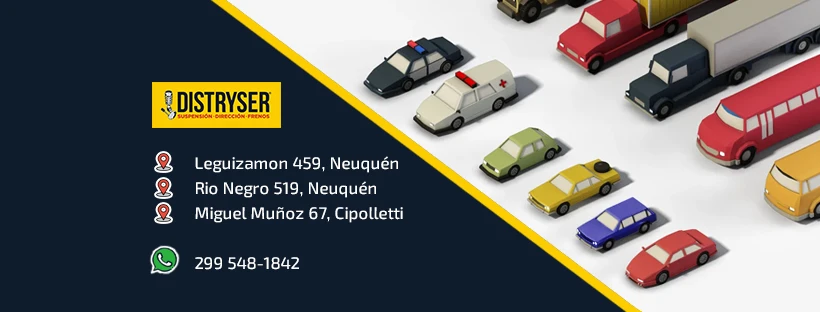 DISTRYSER
SUSPENSIÓN·DIRECCIÓN·FRENOS
Leguizamon 459, Neuquén
Rio Negro 519, Neuquén
Miguel Muñoz 67, Cipolletti
299 548-1842